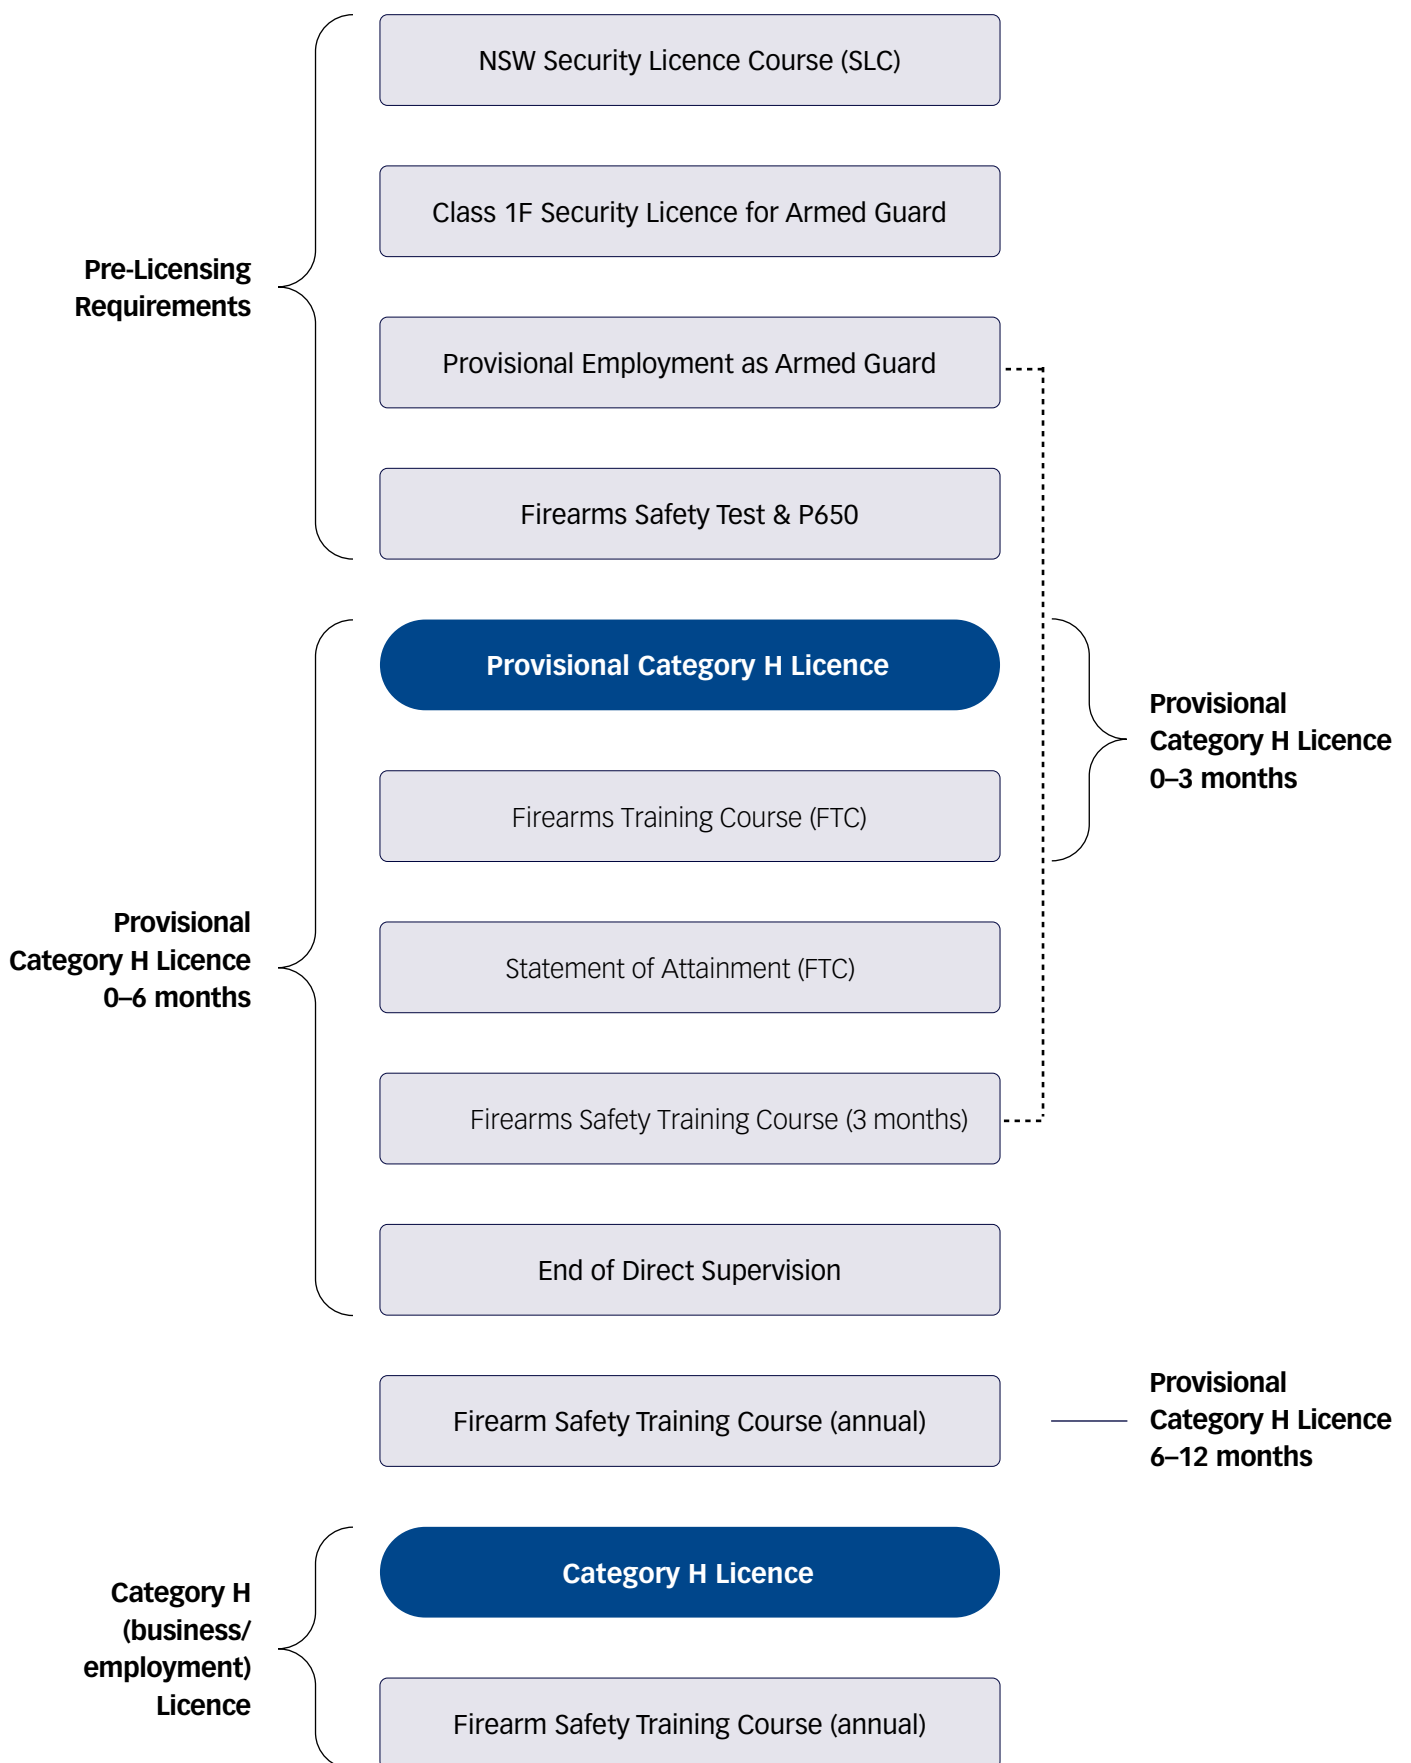 NSW Security Licence Course (SLC)
Class 1F Security Licence for Armed Guard
Pre-Licensing
Requirements
Provisional Employment as Armed Guard
Firearms Safety Test & P650
Provisional Category H Licence
Provisional
Category H Licence
0–3 months
Firearms Training Course (FTC)
Provisional
Category H Licence
0–6 months
Statement of Attainment (FTC)
Firearms Safety Training Course (3 months)
End of Direct Supervision
Firearm Safety Training Course (annual)
Provisional
Category H Licence
6–12 months
Category H Licence
Category H
(business/
employment)
Licence
Firearm Safety Training Course (annual)